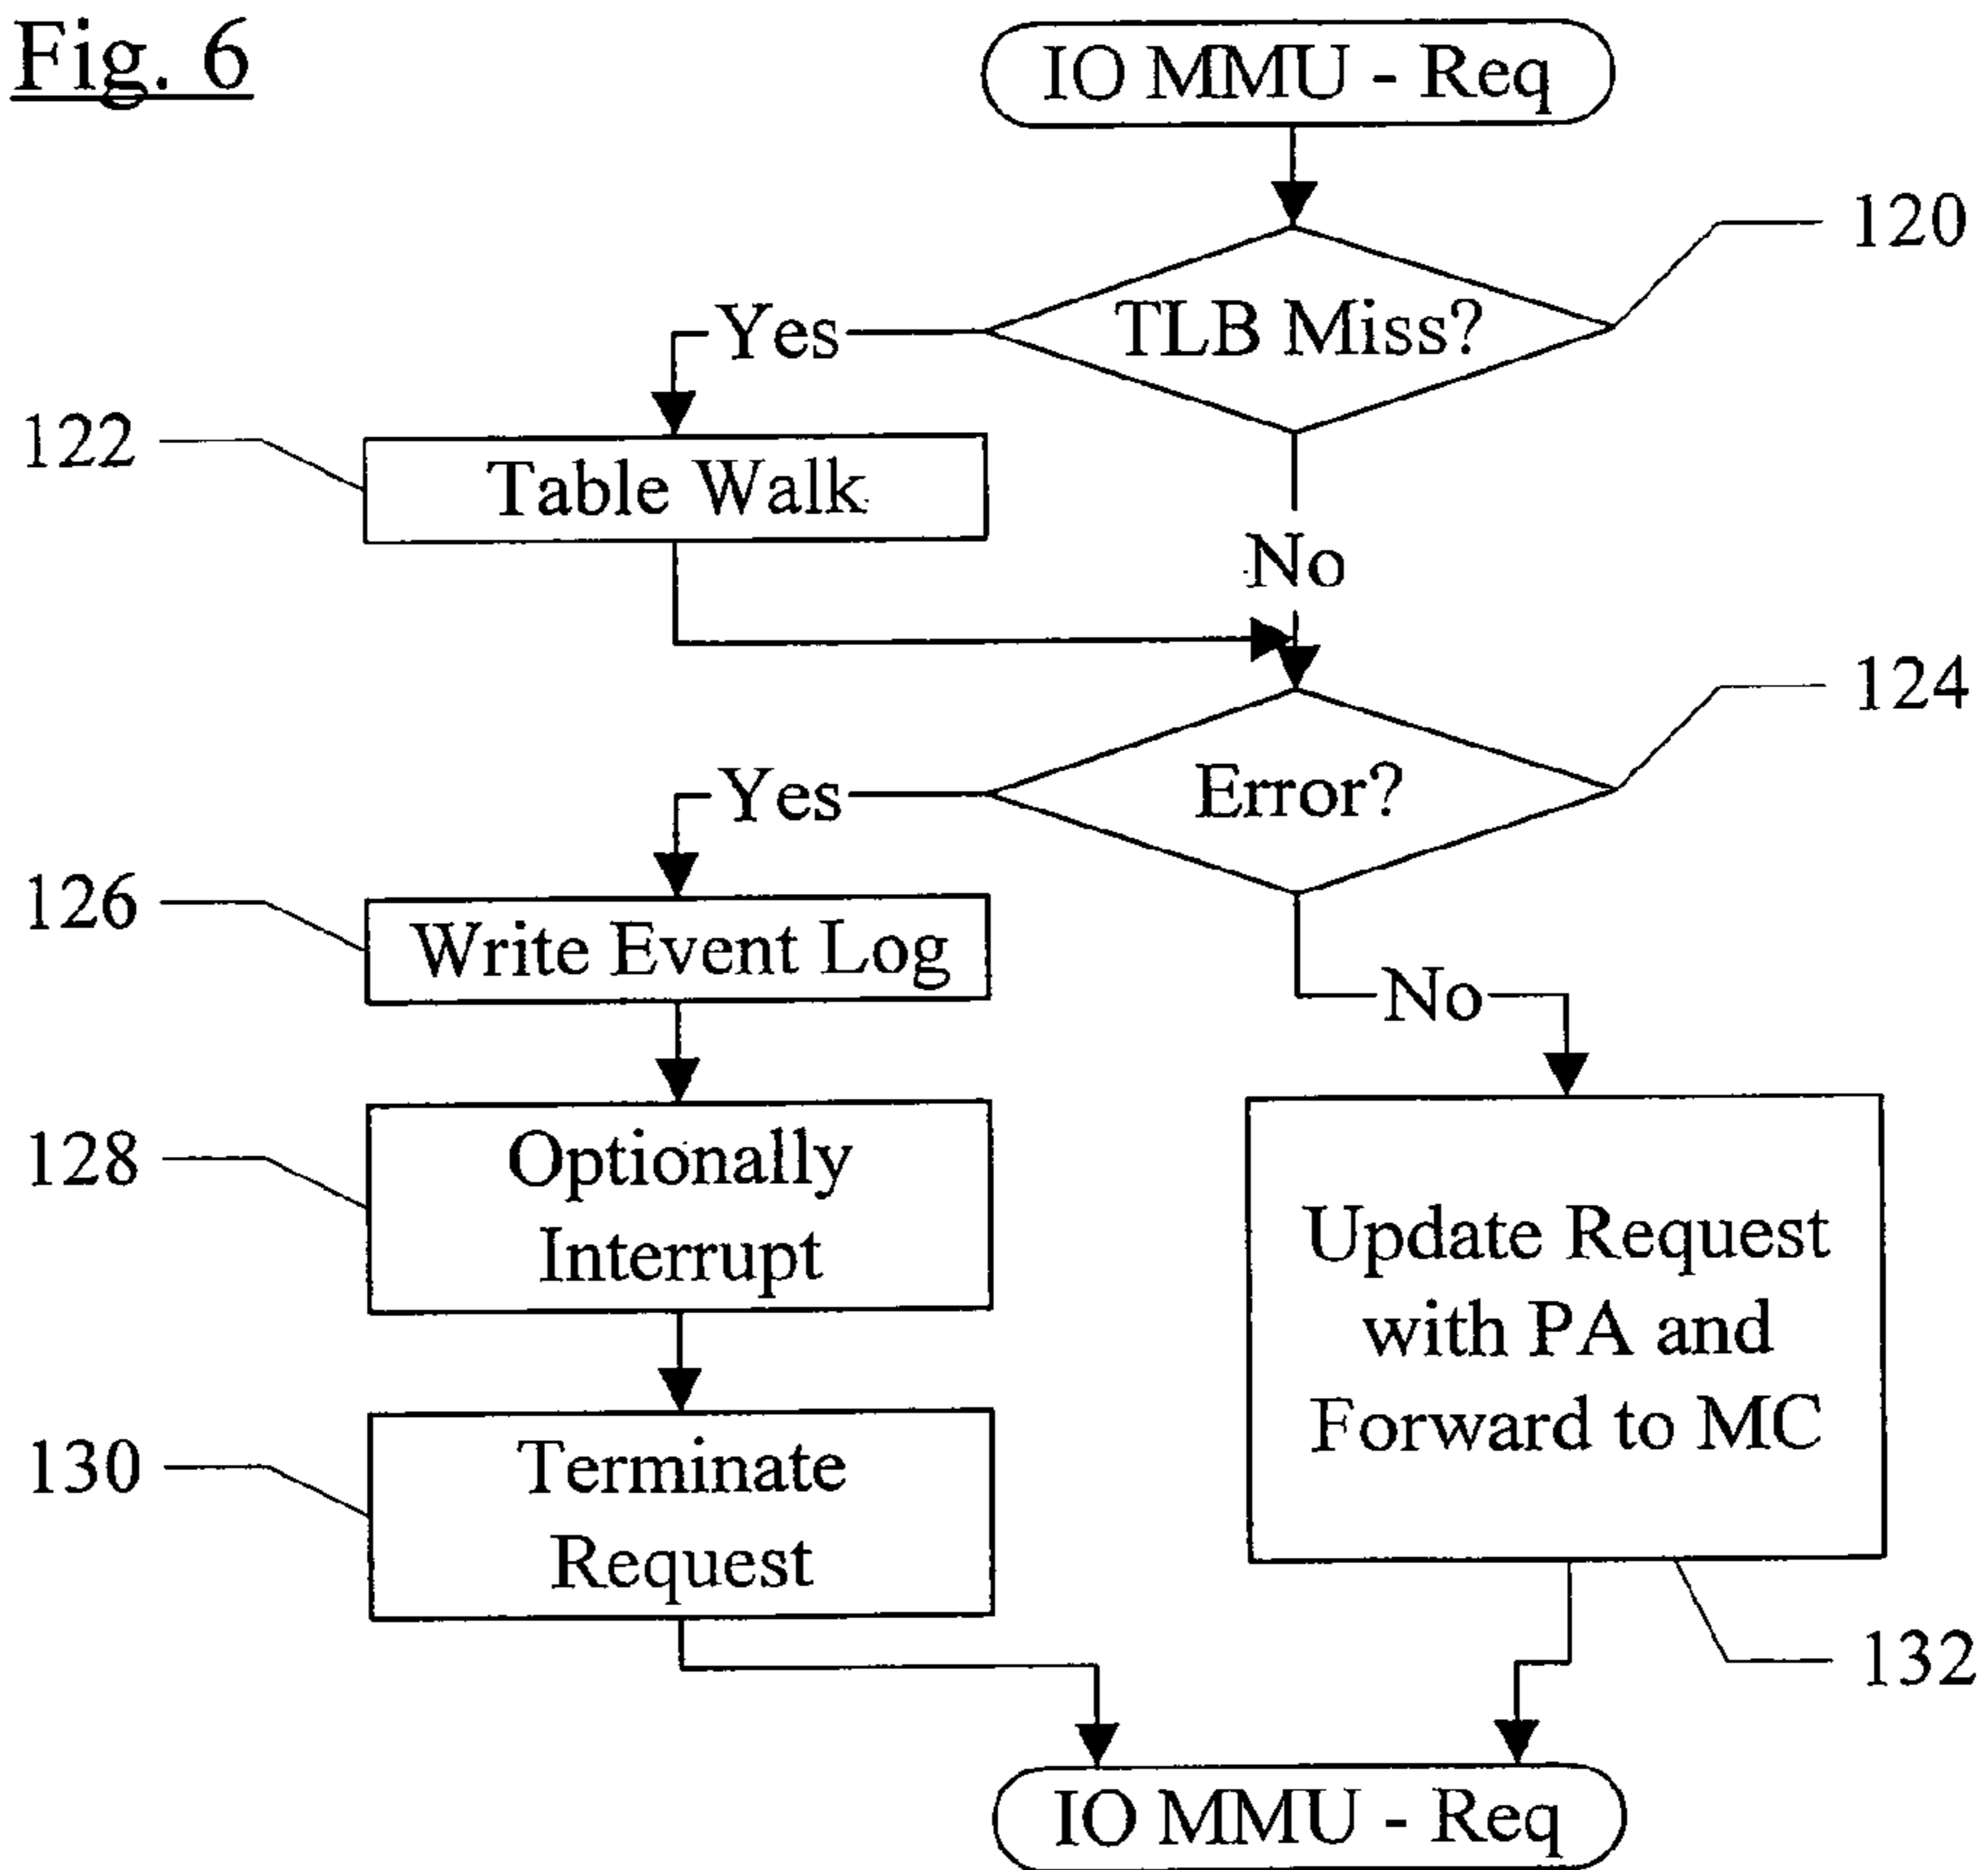 Fig. 6
IO MMU - Req
120
TLB Miss?
Yes
122
Table Walk
No
124
Error?
Yes
126
Write Event Log
No
128
Optionally
Interrupt
Update Request
with PA and
Forward to MC
130
Terminate
Request
132
IO MMU - Req